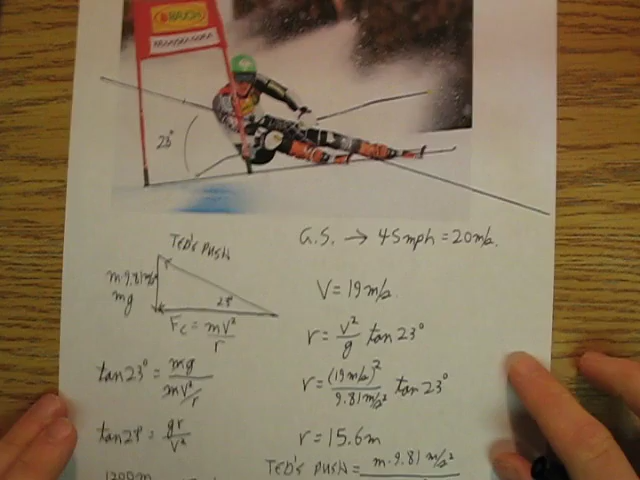 23°
G.S. → 45mph = 20m/s.
Ted's push
m·9.81m/s²
mg
23°
Fc = mv²/r
V = 19m/s.
r = v²/g tan 23°
tan 23° = mg / (mv²/r)
r = (19m/s)²/9.81m/s² tan 23°
tan 23° = gr/v²
r = 15.6m
Ted's push = m·9.81 m/s²